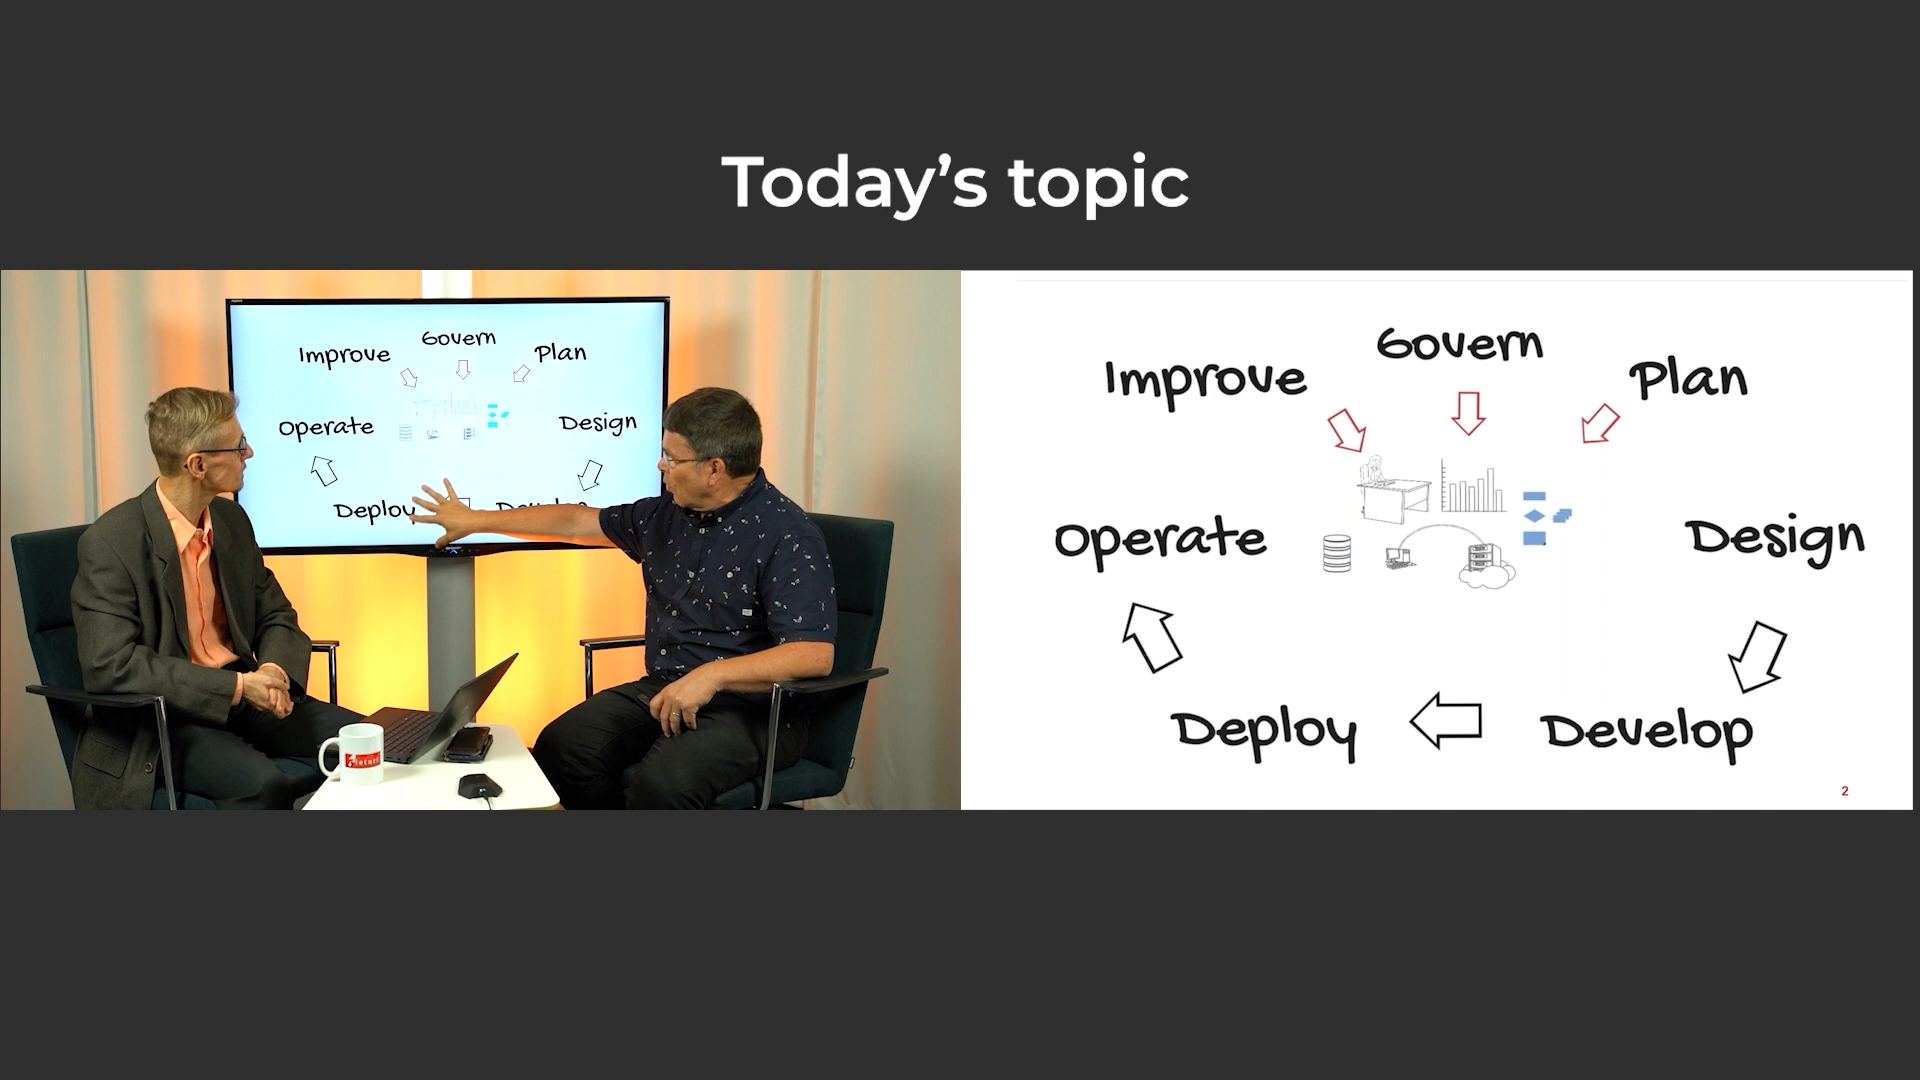 Today's topic
Improve
Govern
Plan
Operate
Design
Deploy
Improve
Govern
Plan
Operate
Design
Deploy
Develop
2